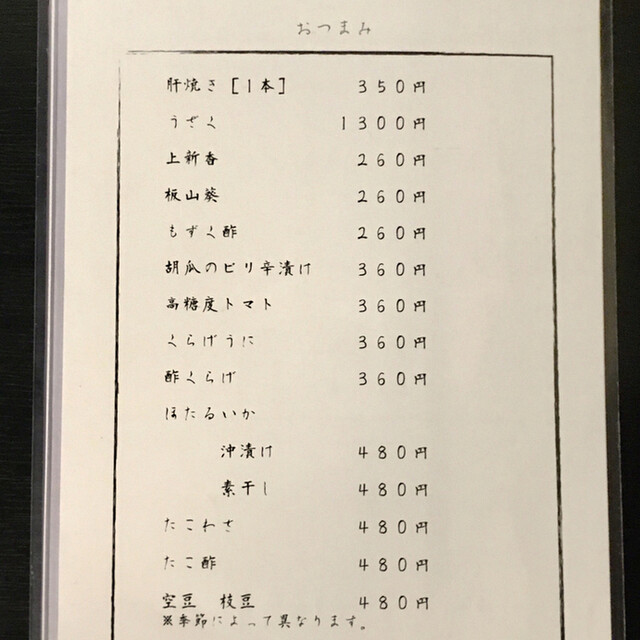 おつまみ
肝焼き［１本］ ３５０円
うざく １３００円
上新香 ２６０円
板山葵 ２６０円
もずく酢 ２６０円
胡瓜のピリ辛漬け ３６０円
高糖度トマト ３６０円
くらげうに ３６０円
酢くらげ ３６０円
ほたるいか
沖漬け ４８０円
素干し ４８０円
たこわさ ４８０円
たこ酢 ４８０円
空豆　枝豆 ４８０円
※季節によって異なります。